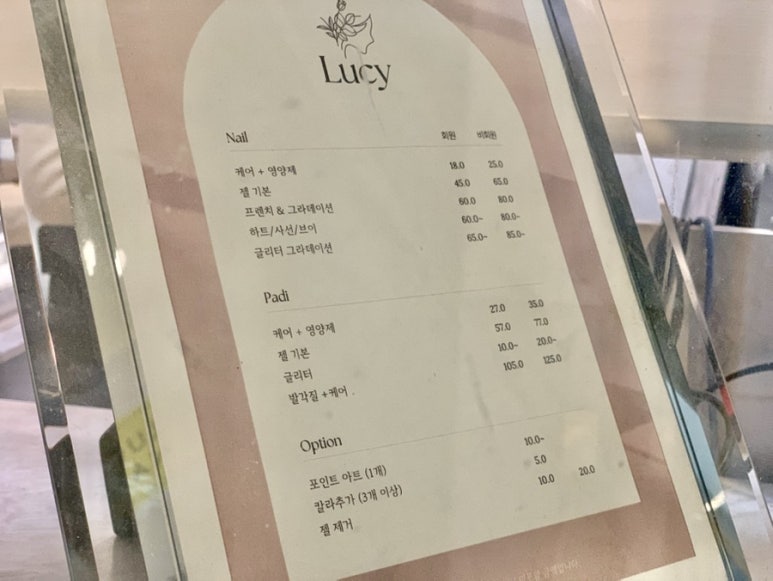 Lucy
Nail 회원 비회원
케어 + 영양제 18.0 25.0
젤 기본 45.0 65.0
프렌치 & 그라데이션 60.0 80.0
하트/사선/브이 60.0~ 80.0~
글리터 그라데이션 65.0~ 85.0~
Padi
케어 + 영양제 27.0 35.0
젤 기본 57.0 77.0
글리터 10.0~ 20.0~
발각질 +케어 105.0 125.0
Option
포인트 아트 (1개) 10.0~
칼라추가 (3개 이상) 5.0
젤 제거 10.0 20.0